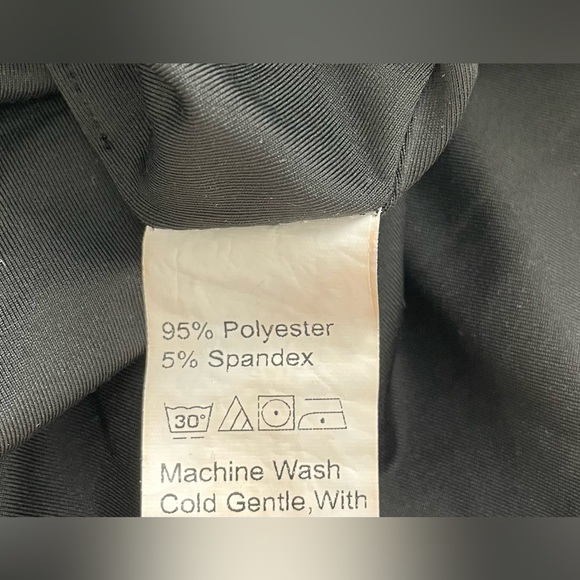 95% Polyester
5% Spandex
30°
Machine Wash
Cold Gentle,With